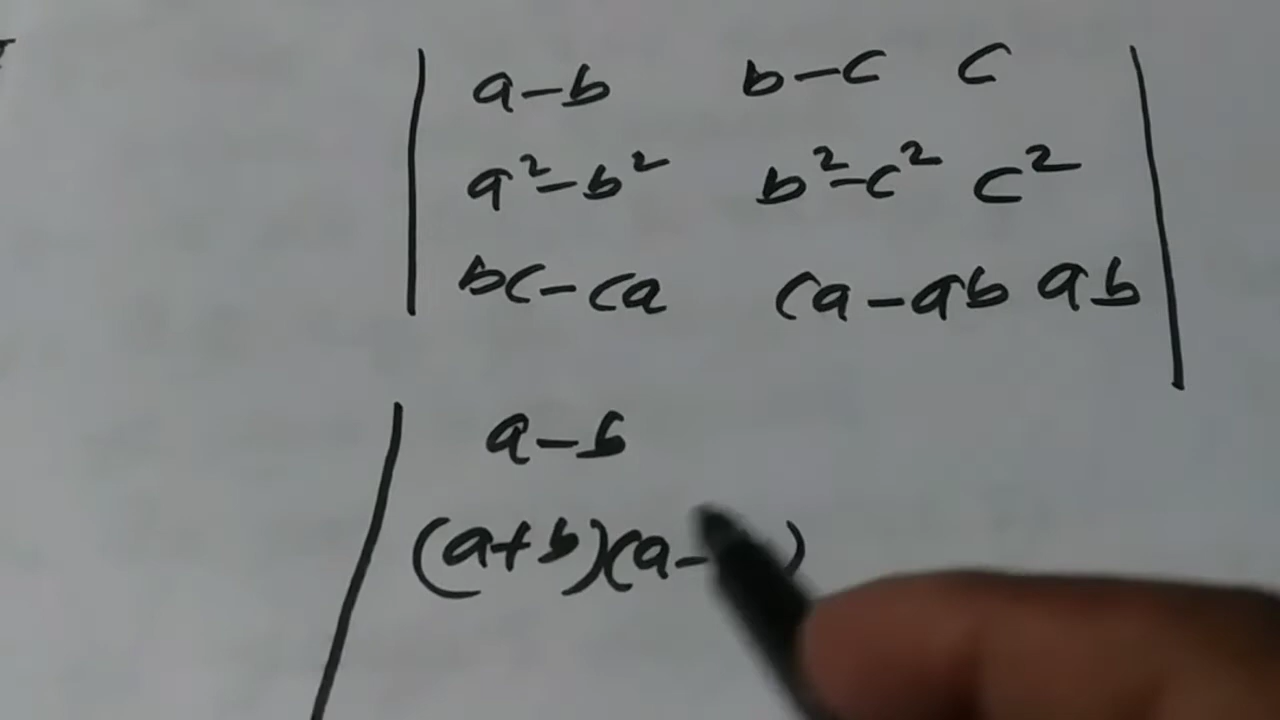 a-b b-c c
a²-b² b²-c² c²
bc-ca ca-ab ab
a-b
(a+b)(a- )